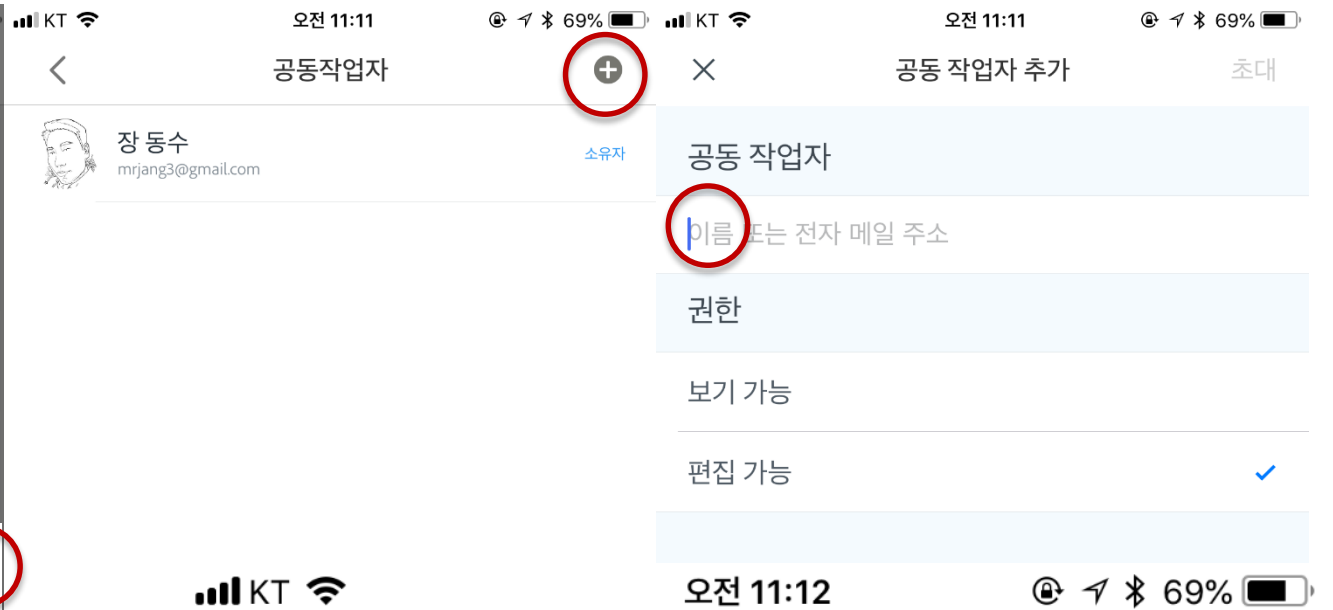 KT 오전 11:11 69%
공동작업자
장 동수
mrjang3@gmail.com
소유자
KT 오전 11:11 69%
공동 작업자 추가 초대
공동 작업자
이름 또는 전자 메일 주소
권한
보기 가능
편집 가능
KT 오전 11:12 69%